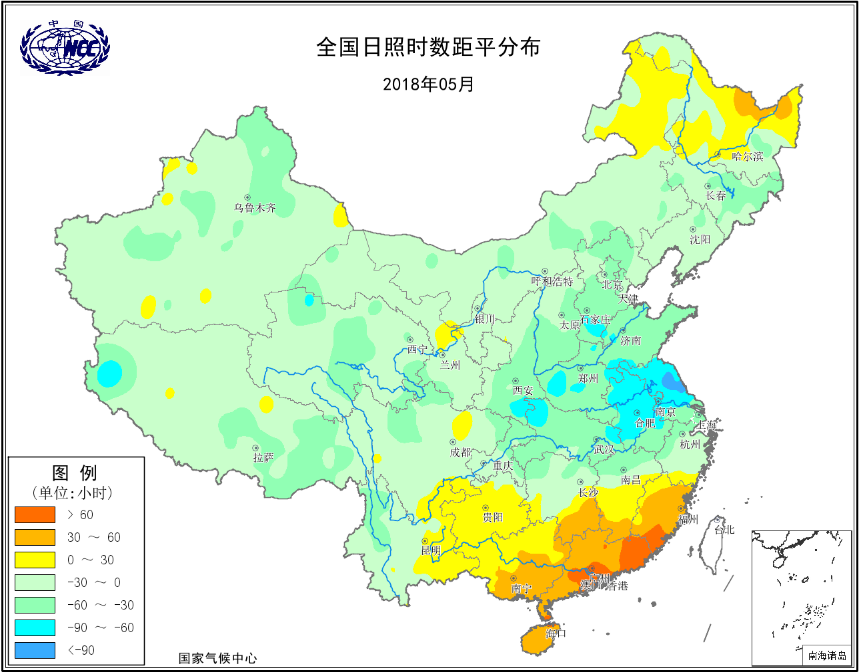 中 国
NCC
全国日照时数距平分布
2018年05月
哈尔滨
长春
乌鲁木齐
沈阳
呼和浩特
北京
天津
银川
太原
石家庄
济南
西宁
兰州
郑州
西安
南京
合肥
上海
拉萨
成都
武汉
杭州
重庆
南昌
长沙
贵阳
福州
台北
昆明
南宁
广州
澳门
香港
海口
图 例
(单位:小时)
> 60
30 ~ 60
0 ~ 30
-30 ~ 0
-60 ~ -30
-90 ~ -60
<-90
国家气候中心
南海诸岛